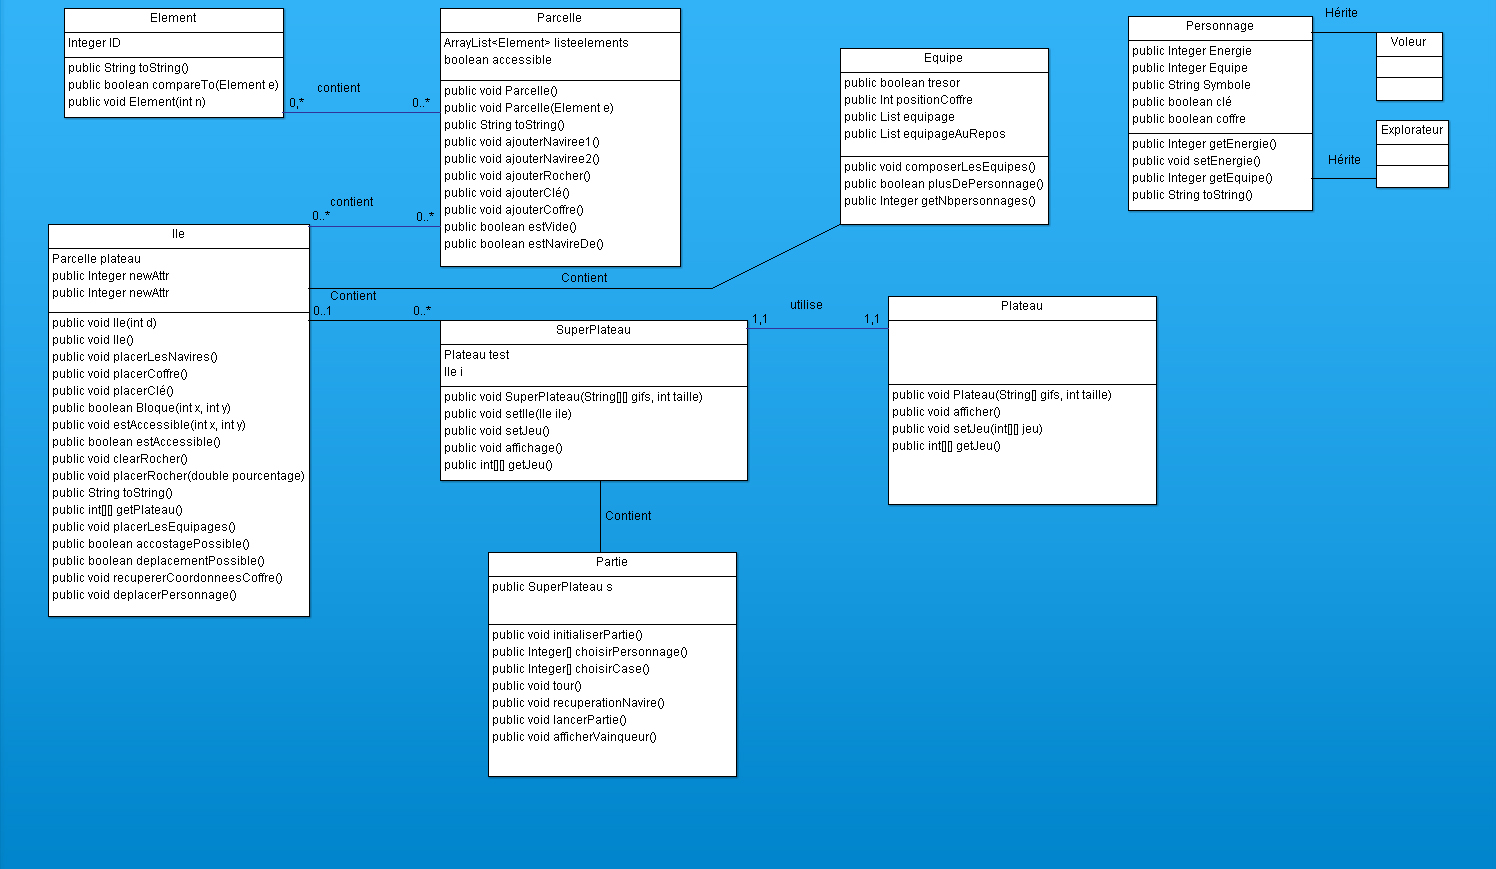 Element
Integer ID
public String toString()
public boolean compareTo(Element e)
public void Element(int n)
contient
0,*
0..*
Parcelle
ArrayList<Element> listeelements
boolean accessible
public void Parcelle()
public void Parcelle(Element e)
public String toString()
public void ajouterNaviree1()
public void ajouterNaviree2()
public void ajouterRocher()
public void ajouterClé()
public void ajouterCoffre()
public boolean estVide()
public boolean estNavireDe()
Equipe
public boolean tresor
public Int positionCoffre
public List equipage
public List equipageAuRepos
public void composerLesEquipes()
public boolean plusDePersonnage()
public Integer getNbpersonnages()
Personnage
public Integer Energie
public Integer Equipe
public String Symbole
public boolean clé
public boolean coffre
public Integer getEnergie()
public void setEnergie()
public Integer getEquipe()
public String toString()
Hérite
Voleur
Explorateur
Hérite
contient
0..*
0..*
Ile
Parcelle plateau
public Integer newAttr
public Integer newAttr
public void Ile(int d)
public void Ile()
public void placerLesNavires()
public void placerCoffre()
public void placerClé()
public boolean Bloque(int x, int y)
public void estAccessible(int x, int y)
public boolean estAccessible()
public void clearRocher()
public void placerRocher(double pourcentage)
public String toString()
public int[][] getPlateau()
public void placerLesEquipages()
public boolean accostagePossible()
public boolean deplacementPossible()
public void recupererCoordonneesCoffre()
public void deplacerPersonnage()
Contient
Contient
0..1
0..*
SuperPlateau
Plateau test
Ile i
public void SuperPlateau(String[][] gifs, int taille)
public void setIle(Ile ile)
public void setJeu()
public void affichage()
public int[][] getJeu()
utilise
1,1
1,1
Plateau
public void Plateau(String[] gifs, int taille)
public void afficher()
public void setJeu(int[][] jeu)
public int[][] getJeu()
Contient
Partie
public SuperPlateau s
public void initialiserPartie()
public Integer[] choisirPersonnage()
public Integer[] choisirCase()
public void tour()
public void recuperationNavire()
public void lancerPartie()
public void afficherVainqueur()